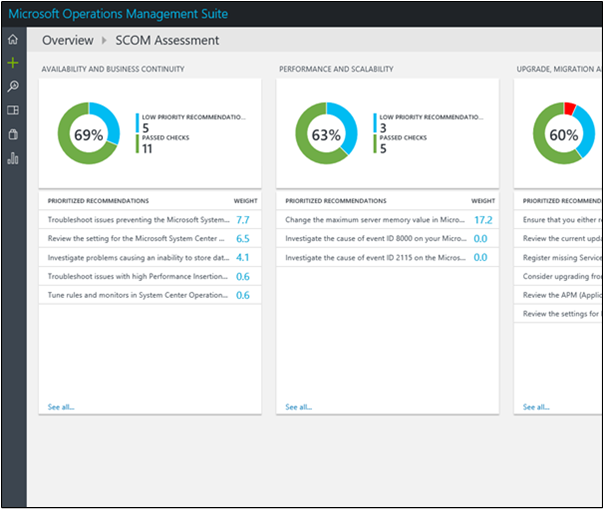 Microsoft Operations Management Suite
Overview SCOM Assessment
AVAILABILITY AND BUSINESS CONTINUITY
69%
LOW PRIORITY RECOMMENDATIO...
5
PASSED CHECKS
11
PRIORITIZED RECOMMENDATIONS WEIGHT
Troubleshoot issues preventing the Microsoft System... 7.7
Review the setting for the Microsoft System Center ... 6.5
Investigate problems causing an inability to store dat... 4.1
Troubleshoot issues with high Performance Insertion... 0.6
Tune rules and monitors in System Center Operation... 0.6
See all...
PERFORMANCE AND SCALABILITY
63%
LOW PRIORITY RECOMMENDATIO...
3
PASSED CHECKS
5
PRIORITIZED RECOMMENDATIONS WEIGHT
Change the maximum server memory value in Micro... 17.2
Investigate the cause of event ID 8000 on your Micro... 0.0
Investigate the cause of event ID 2115 on the Micros... 0.0
See all...
UPGRADE, MIGRATION A
60%
PRIORITIZED RECOMM
Ensure that you either r
Review the current upda
Register missing Service
Consider upgrading fro
Review the APM (Applic
Review the settings for
See all...